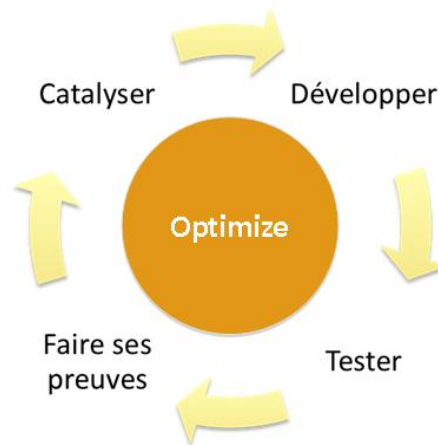 Catalyser
Développer
Optimize
Faire ses
preuves
Tester